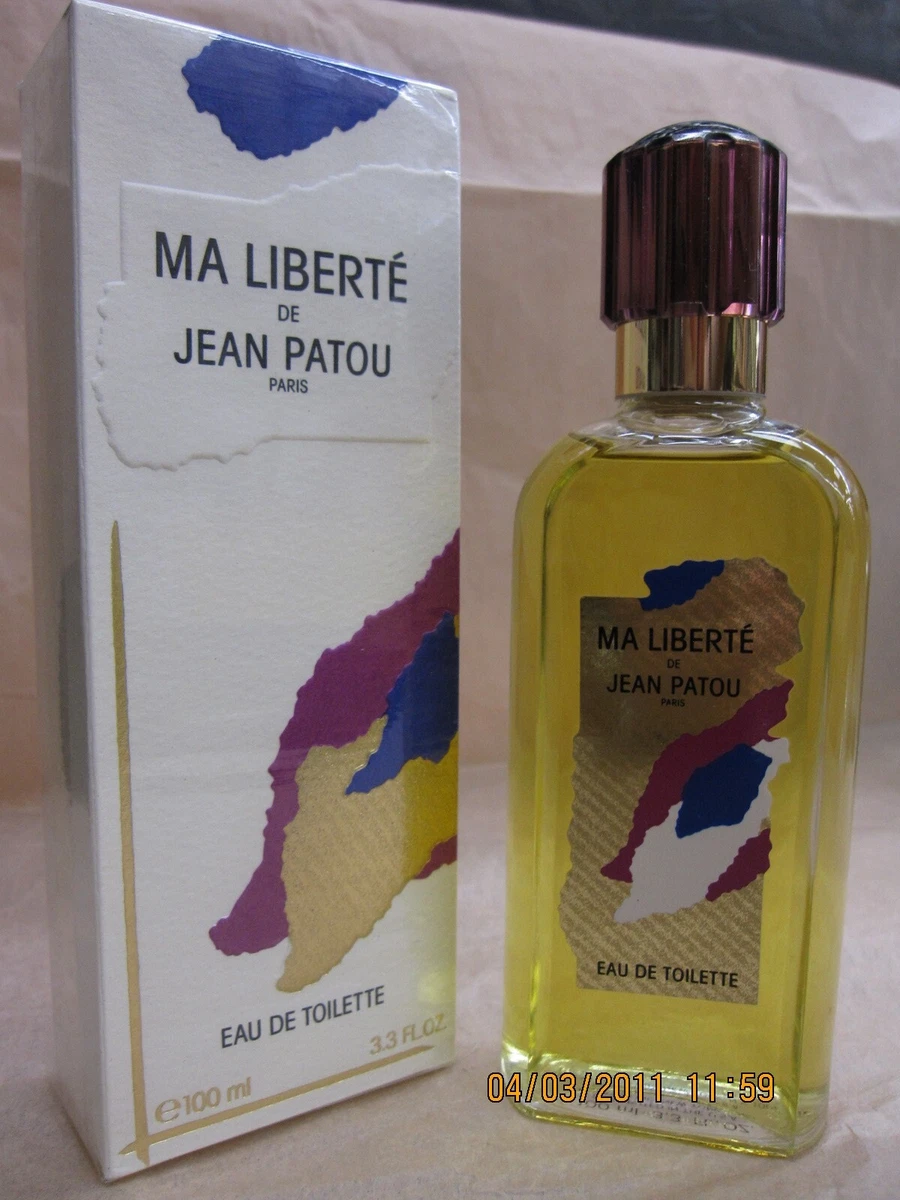 MA LIBERTÉ
DE
JEAN PATOU
PARIS
EAU DE TOILETTE
3.3 FL.OZ.
e100 ml
MA LIBERTÉ
DE
JEAN PATOU
PARIS
EAU DE TOILETTE
04/03/2011 11:59